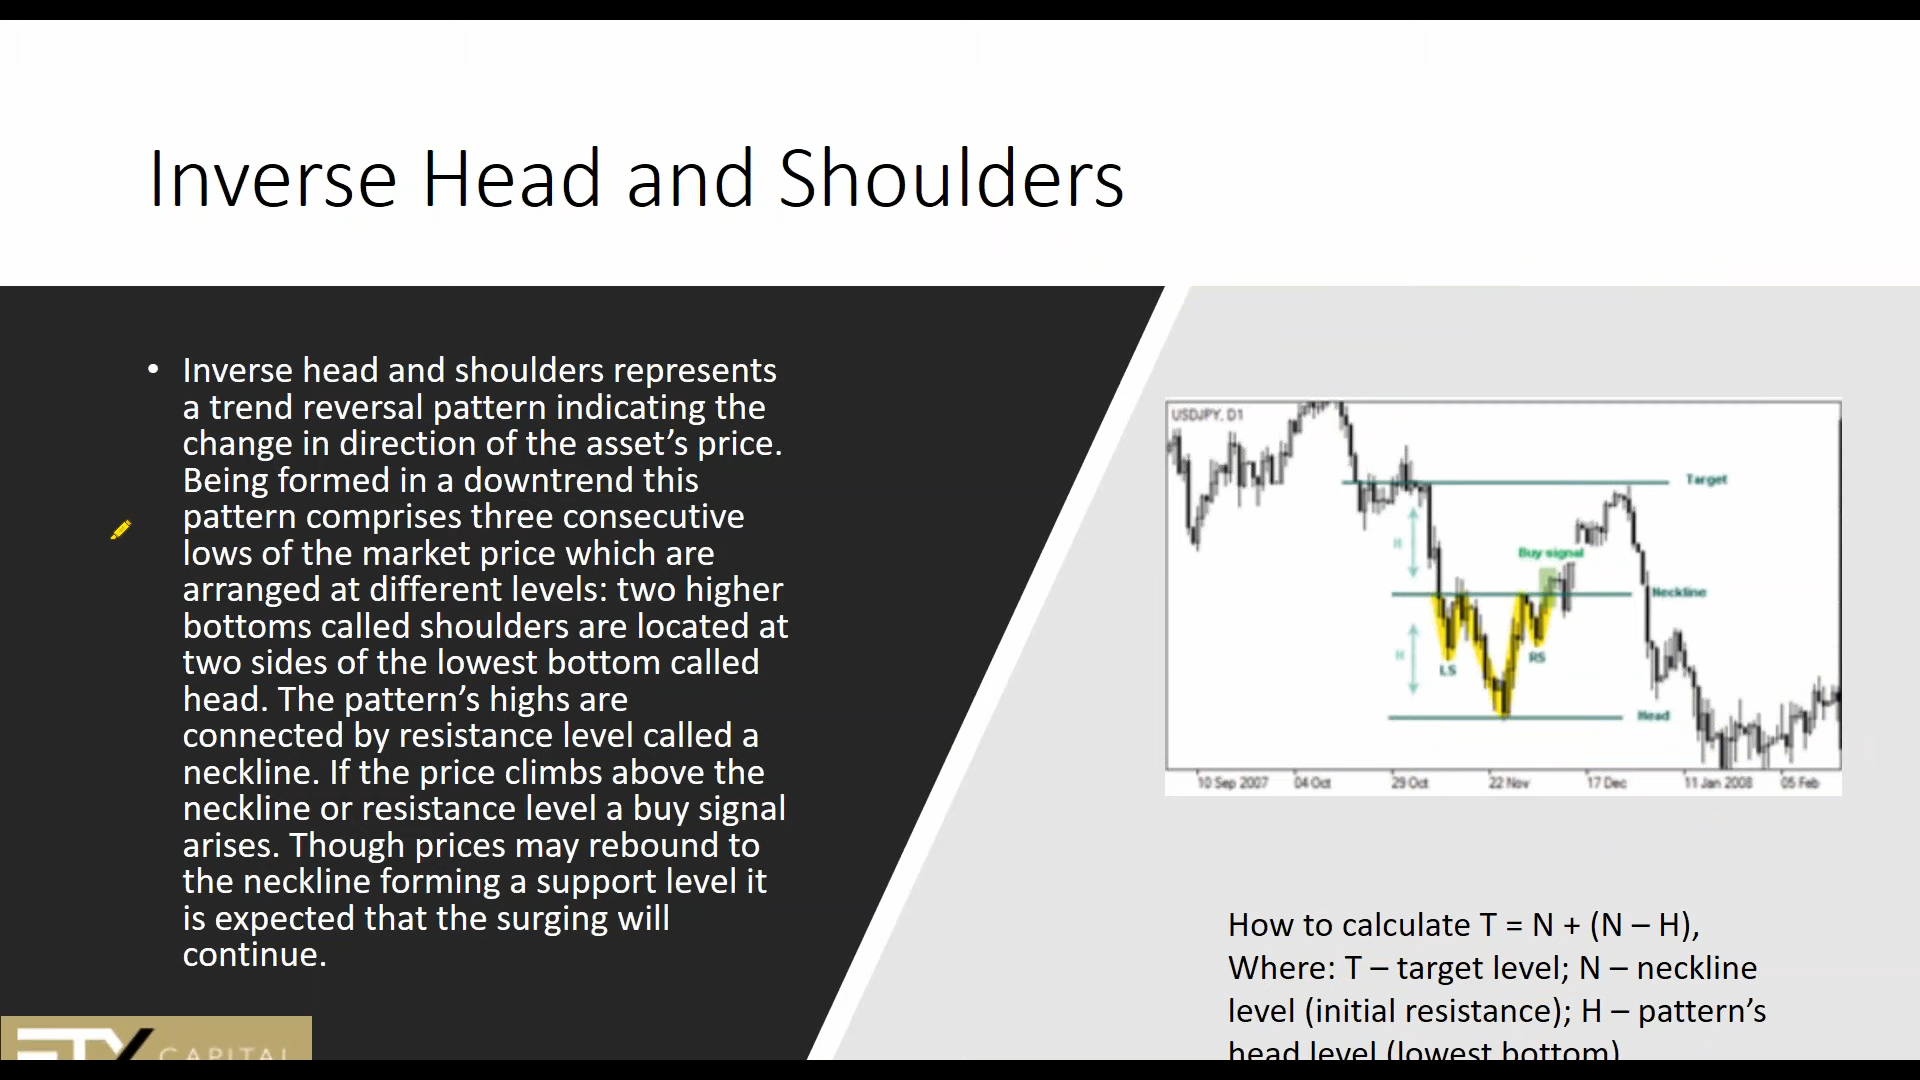 Inverse Head and Shoulders
• Inverse head and shoulders represents
a trend reversal pattern indicating the
change in direction of the asset’s price.
Being formed in a downtrend this
pattern comprises three consecutive
lows of the market price which are
arranged at different levels: two higher
bottoms called shoulders are located at
two sides of the lowest bottom called
head. The pattern’s highs are
connected by resistance level called a
neckline. If the price climbs above the
neckline or resistance level a buy signal
arises. Though prices may rebound to
the neckline forming a support level it
is expected that the surging will
continue.
USDJPY, D1
Target
H
Buy signal
Neckline
H
LS
RS
Head
10 Sep 2007 04 Oct 29 Oct 22 Nov 17 Dec 11 Jan 2008 05 Feb
How to calculate T = N + (N – H),
Where: T – target level; N – neckline
level (initial resistance); H – pattern’s
head level (lowest bottom)
CAPITAL